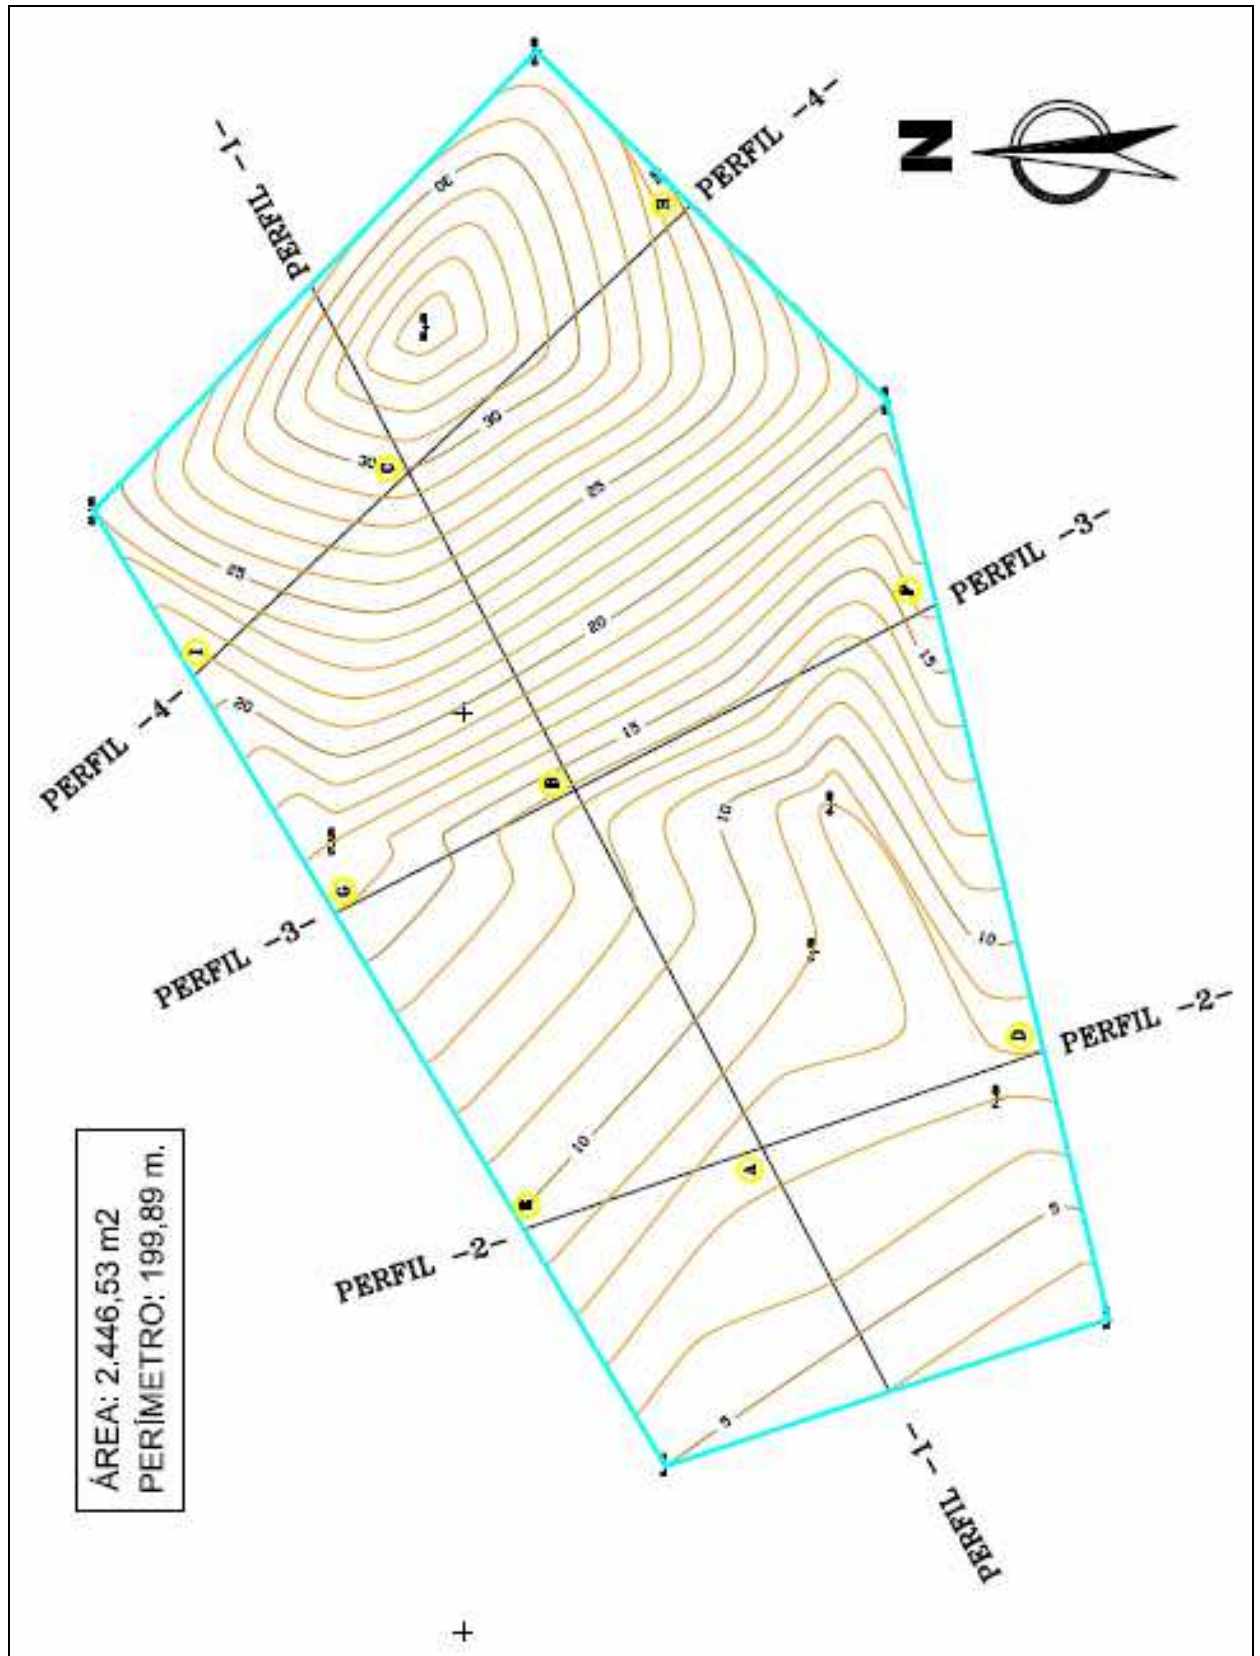 PERFIL -1-
PERFIL -4-
N
E
30
30
30
C
25
25
I
20
20
PERFIL -4-
PERFIL -3-
F
15
15
B
10
G
PERFIL -3-
10
PERFIL -2-
D
10
A
PERFIL -2-
5
5
PERFIL -1-
ÁREA: 2.446,53 m2
PERÍMETRO: 199,89 m.